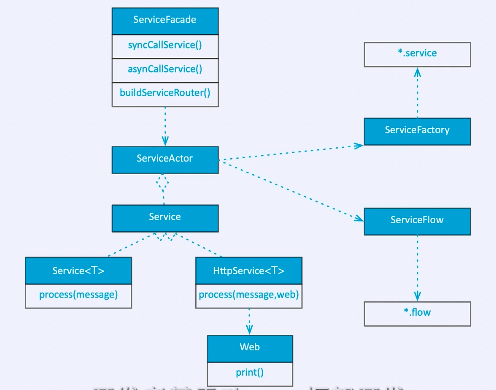 ServiceFacade
syncCallService()
asynCallService()
buildServiceRouter()
*.service
ServiceFactory
ServiceActor
Service
ServiceFlow
Service<T>
process(message)
HttpService<T>
process(message,web)
*.flow
Web
print()